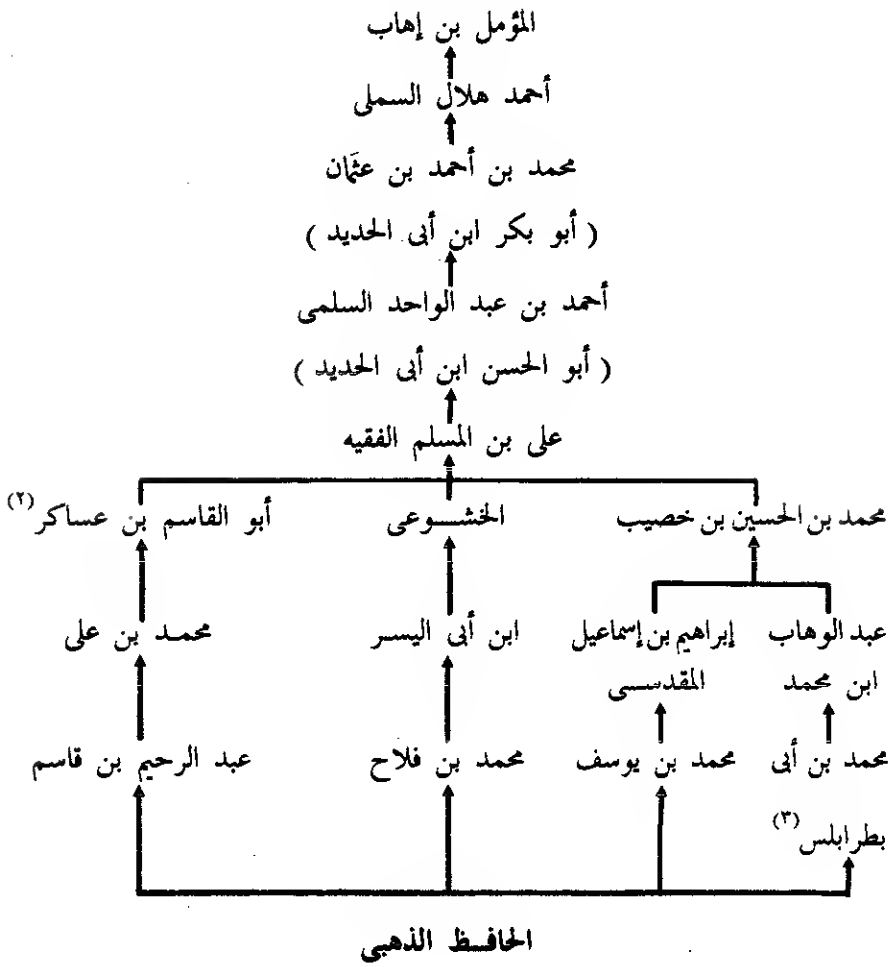 المؤمل بن إهاب
أحمد هلال السملى
محمد بن أحمد بن عثمان
( أبو بكر ابن أبى الحديد )
أحمد بن عبد الواحد السلمى
( أبو الحسن ابن أبى الحديد )
على بن المسلم الفقيه
محمد بن الحسين بن خصيب الخشوعى أبو القاسم بن عساكر (٢)
عبد الوهاب إبراهيم بن إسماعيل ابن أبى اليسر محمد بن على
ابن محمد المقدسى
محمد بن أبى محمد بن يوسف محمد بن فلاح عبد الرحيم بن قاسم
بطرابلس (٣)
الحافظ الذهبى